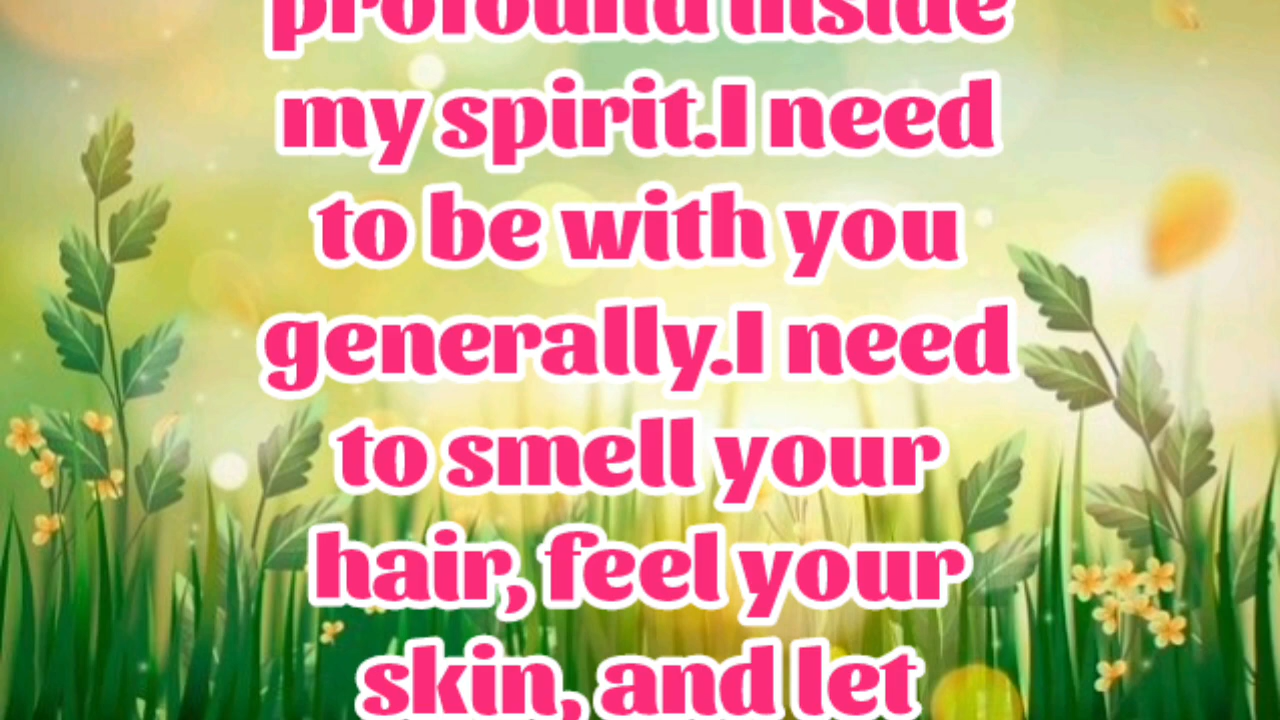 profound inside
my spirit.I need
to be with you
generally.I need
to smell your
hair, feel your
skin, and let